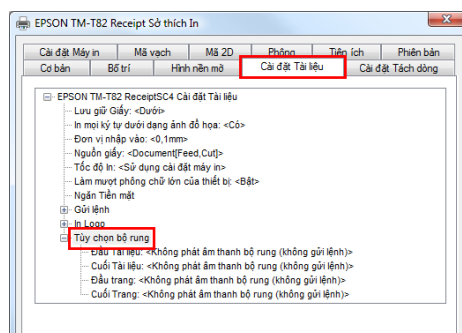 EPSON TM-T82 Receipt Sở thích In
Cài đặt Máy in Mã vạch Mã 2D Phông Tiện ích Phiên bản
Cơ bản Bố trí Hình nền mờ Cài đặt Tài liệu Cài đặt Tách dòng
EPSON TM-T82 ReceiptSC4 Cài đặt Tài liệu
Lưu giữ Giấy: <Dưới>
In mọi ký tự dưới dạng ảnh đồ họa: <Có>
Đơn vị nhập vào: <0,1mm>
Nguồn giấy: <Document[Feed,Cut]>
Tốc độ In: <Sử dụng cài đặt máy in>
Làm mượt phông chữ lớn của thiết bị: <Bật>
Ngăn Tiền mặt
Gửi lệnh
In Logo
Tùy chọn bộ rung
Đầu Tài liệu: <Không phát âm thanh bộ rung (không gửi lệnh)>
Cuối Tài liệu: <Không phát âm thanh bộ rung (không gửi lệnh)>
Đầu trang: <Không phát âm thanh bộ rung (không gửi lệnh)>
Cuối Trang: <Không phát âm thanh bộ rung (không gửi lệnh)>